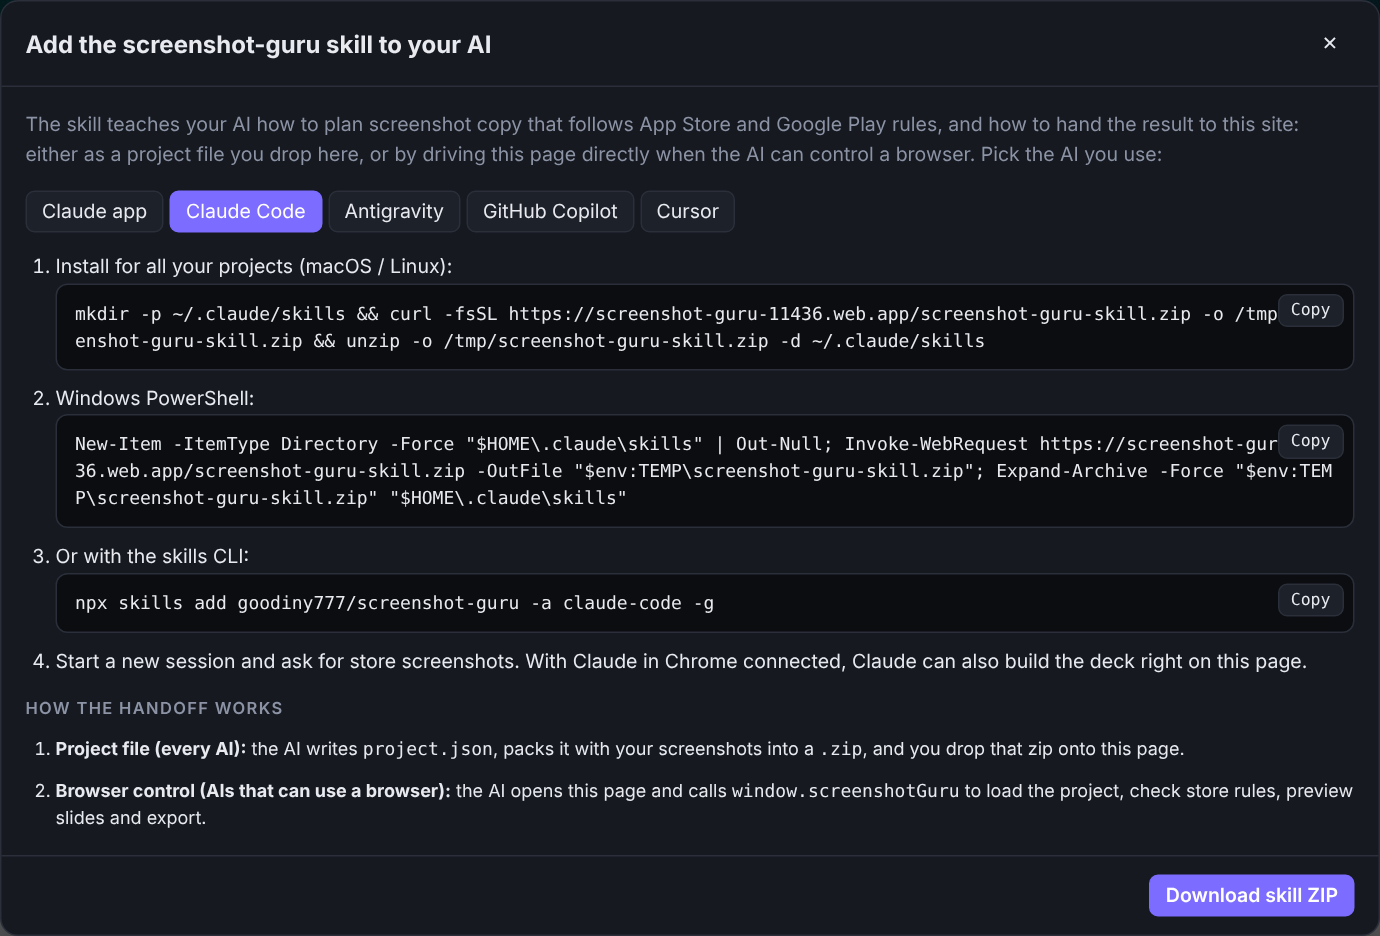 Add the screenshot-guru skill to your AI
×
The skill teaches your AI how to plan screenshot copy that follows App Store and Google Play rules, and how to hand the result to this site:
either as a project file you drop here, or by driving this page directly when the AI can control a browser. Pick the AI you use:
Claude app Claude Code Antigravity GitHub Copilot Cursor
1. Install for all your projects (macOS / Linux):
mkdir -p ~/.claude/skills && curl -fsSL https://screenshot-guru-11436.web.app/screenshot-guru-skill.zip -o /tmp
Copy
enshot-guru-skill.zip && unzip -o /tmp/screenshot-guru-skill.zip -d ~/.claude/skills
2. Windows PowerShell:
New-Item -ItemType Directory -Force "$HOME\.claude\skills" | Out-Null; Invoke-WebRequest https://screenshot-gur
Copy
36.web.app/screenshot-guru-skill.zip -OutFile "$env:TEMP\screenshot-guru-skill.zip"; Expand-Archive -Force "$env:TEM
P\screenshot-guru-skill.zip" "$HOME\.claude\skills"
3. Or with the skills CLI:
npx skills add goodiny777/screenshot-guru -a claude-code -g
Copy
4. Start a new session and ask for store screenshots. With Claude in Chrome connected, Claude can also build the deck right on this page.
HOW THE HANDOFF WORKS
1. Project file (every AI): the AI writes project.json, packs it with your screenshots into a .zip, and you drop that zip onto this page.
2. Browser control (AIs that can use a browser): the AI opens this page and calls window.screenshotGuru to load the project, check store rules, preview
slides and export.
Download skill ZIP